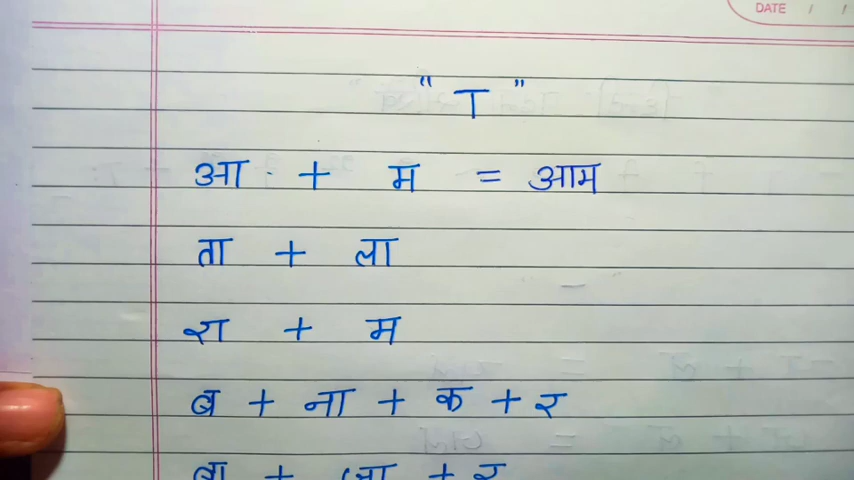 DATE / /
" ा "
आ + म = आम
ता + ला
रा + म
ब + ना + क + र
बा + जा + र